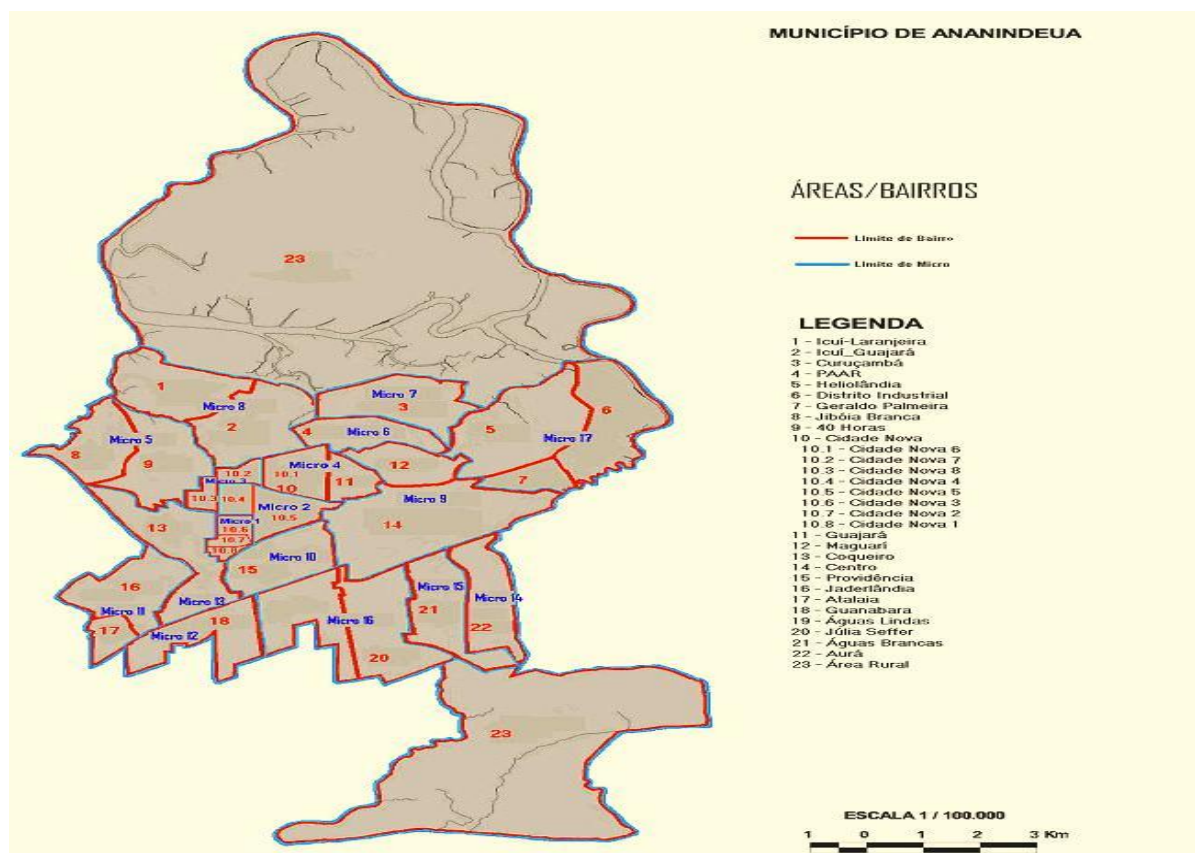 MUNICÍPIO DE ANANINDEUA
ÁREAS/BAIRROS
Limite de Bairro
Limite de Micro
LEGENDA
1 - Icuí-Laranjeira
2 - Icuí_Guajará
3 - Curuçambá
4 - PAAR
5 - Heliolândia
6 - Distrito Industrial
7 - Geraldo Palmeira
8 - Jibóia Branca
9 - 40 Horas
10 - Cidade Nova
10.1 - Cidade Nova 6
10.2 - Cidade Nova 7
10.3 - Cidade Nova 8
10.4 - Cidade Nova 4
10.5 - Cidade Nova 5
10.6 - Cidade Nova 3
10.7 - Cidade Nova 2
10.8 - Cidade Nova 1
11 - Guajará
12 - Maguarí
13 - Coqueiro
14 - Centro
15 - Providência
16 - Jaderlândia
17 - Atalaia
18 - Guanabara
19 - Águas Lindas
20 - Júlia Seffer
21 - Águas Brancas
22 - Aurá
23 - Área Rural
ESCALA 1 / 100.000
1 0 1 2 3 Km
23
1
Micro 8
2
Micro 7
3
4
Micro 6
5
6
Micro 17
7
Micro 5
8
9
10.2
Micro 3
10.3
10.4
Micro 4
10.1
10
11
12
Micro 9
14
Micro 2
10.5
Micro 1
10.6
10.7
10.8
13
Micro 10
15
16
Micro 11
17
Micro 13
Micro 12
18
Micro 16
20
Micro 15
21
Micro 14
22
23